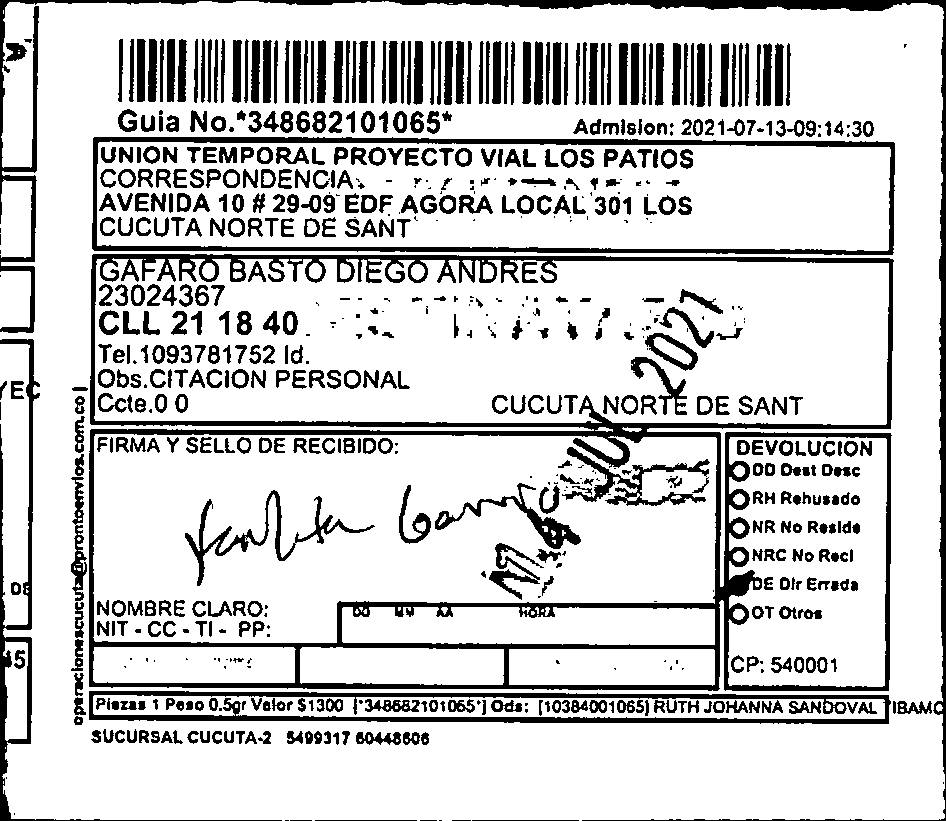 Guia No.*348682101065*
Admision: 2021-07-13-09:14:30
UNION TEMPORAL PROYECTO VIAL LOS PATIOS
CORRESPONDENCIA
AVENIDA 10 # 29-09 EDF AGORA LOCAL 301 LOS
CUCUTA NORTE DE SANT
GAFARO BASTO DIEGO ANDRES
23024367
CLL 21 18 40
Tel.1093781752 Id.
Obs.CITACION PERSONAL
Ccte.0 0
CUCUTA NORTE DE SANT
operacionescucuta@prontoenvios.com.co
FIRMA Y SELLO DE RECIBIDO:
JUL 2021
NOMBRE CLARO:
NIT - CC - TI - PP:
DD MM AA HORA
DEVOLUCION
DD Dest Desc
RH Rehusado
NR No Reside
NRC No Recl
DE Dir Errada
OT Otros
CP: 540001
Piezas 1 Peso 0.5gr Valor $1300 [*348682101065*] Ods: [10384001065] RUTH JOHANNA SANDOVAL TIBAMO
SUCURSAL CUCUTA-2 5499317 60448606
YEC
DE
45